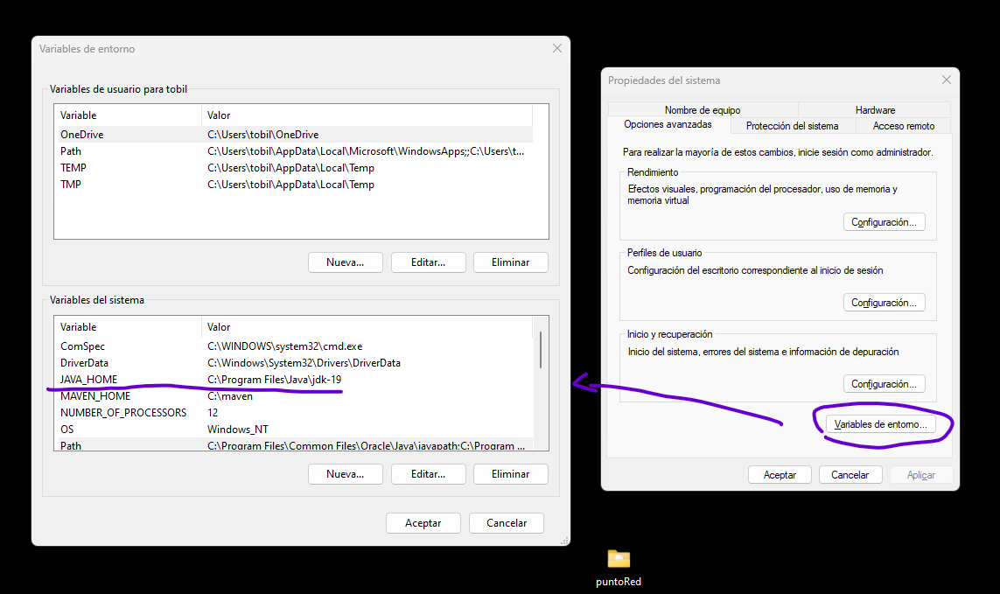 Variables de entorno
Variables de usuario para tobil
Variable Valor
OneDrive C:\Users\tobil\OneDrive
Path C:\Users\tobil\AppData\Local\Microsoft\WindowsApps;;C:\Users\t...
TEMP C:\Users\tobil\AppData\Local\Temp
TMP C:\Users\tobil\AppData\Local\Temp
Nueva... Editar... Eliminar
Variables del sistema
Variable Valor
ComSpec C:\WINDOWS\system32\cmd.exe
DriverData C:\Windows\System32\Drivers\DriverData
JAVA_HOME C:\Program Files\Java\jdk-19
MAVEN_HOME C:\maven
NUMBER_OF_PROCESSORS 12
OS Windows_NT
Path C:\Program Files\Common Files\Oracle\Java\javapath;C:\Program ...
Nueva... Editar... Eliminar
Aceptar Cancelar
Propiedades del sistema
Nombre de equipo Hardware
Opciones avanzadas Protección del sistema Acceso remoto
Para realizar la mayoría de estos cambios, inicie sesión como administrador.
Rendimiento
Efectos visuales, programación del procesador, uso de memoria y
memoria virtual
Configuración...
Perfiles de usuario
Configuración del escritorio correspondiente al inicio de sesión
Configuración...
Inicio y recuperación
Inicio del sistema, errores del sistema e información de depuración
Configuración...
Variables de entorno...
Aceptar Cancelar Aplicar
puntoRed